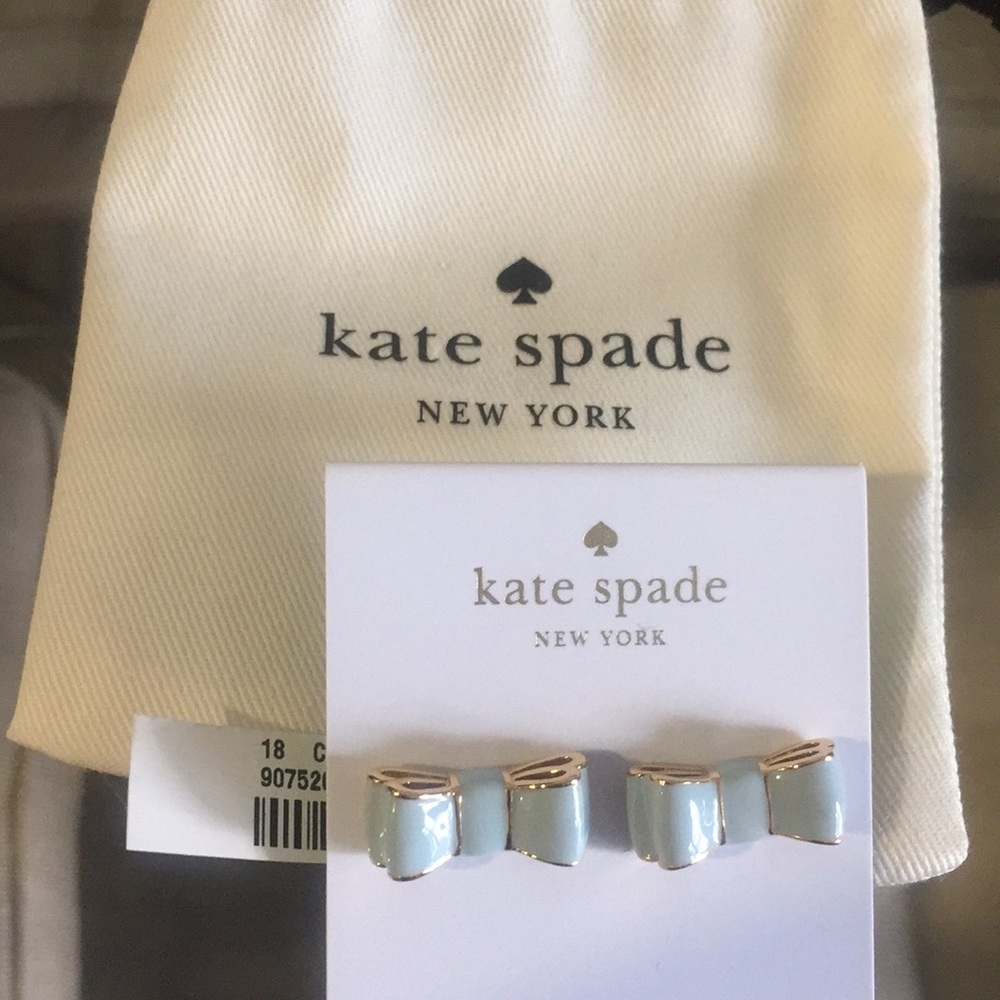 kate spade
NEW YORK
kate spade
NEW YORK
18 C
90752